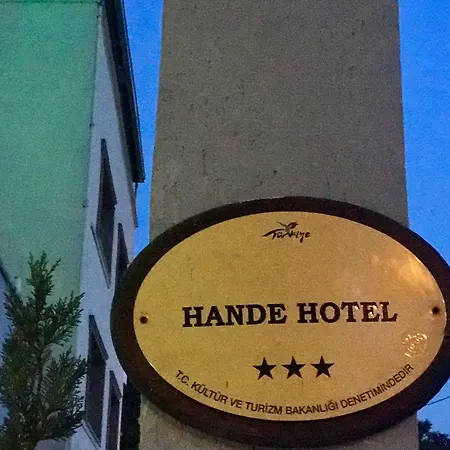 Türkiye
HANDE HOTEL
★★★
T.C. KÜLTÜR VE TURİZM BAKANLIĞI DENETİMİNDEDİR